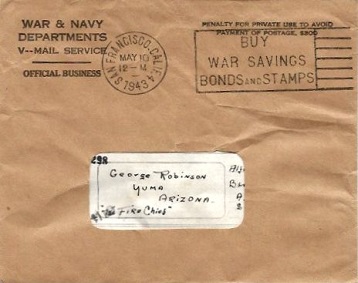 WAR & NAVY
DEPARTMENTS
V--MAIL SERVICE
OFFICIAL BUSINESS
SAN FRANCISCO, CALIF. 4
MAY 10
12-M
1943
PENALTY FOR PRIVATE USE TO AVOID
PAYMENT OF POSTAGE, $300
BUY
WAR SAVINGS
BONDS AND STAMPS
298
George Robinson
Yuma
Arizona.
"Fire Chief"